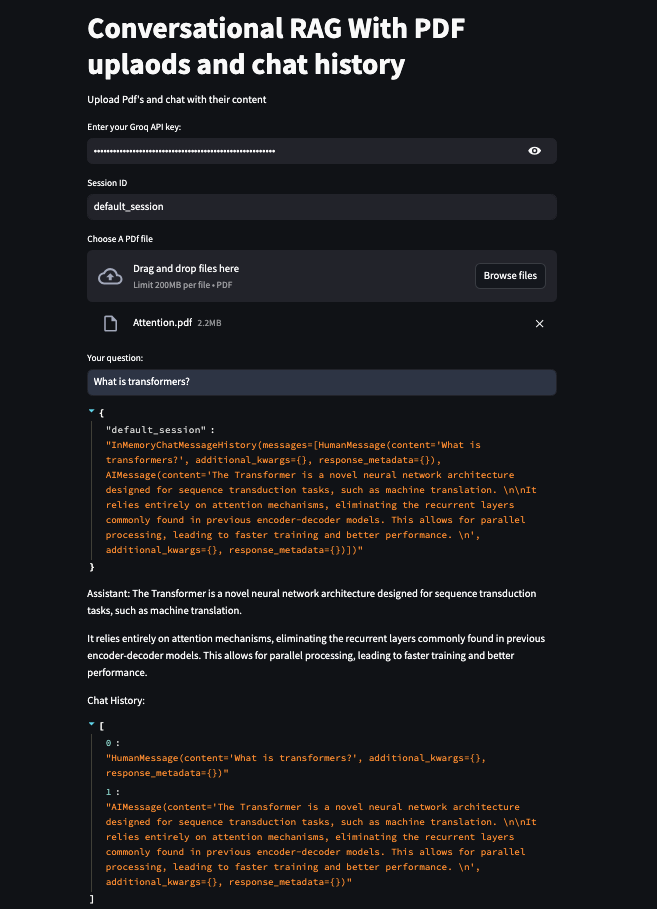 Conversational RAG With PDF
uplaods and chat history
Upload Pdf's and chat with their content
Enter your Groq API key:
Session ID
default_session
Choose A PDf file
Drag and drop files here
Limit 200MB per file • PDF
Browse files
Attention.pdf 2.2MB
Your question:
What is transformers?
{
"default_session" :
"InMemoryChatMessageHistory(messages=[HumanMessage(content='What is
transformers?', additional_kwargs={}, response_metadata={}),
AIMessage(content='The Transformer is a novel neural network architecture
designed for sequence transduction tasks, such as machine translation. \n\nIt
relies entirely on attention mechanisms, eliminating the recurrent layers
commonly found in previous encoder-decoder models. This allows for parallel
processing, leading to faster training and better performance. \n',
additional_kwargs={}, response_metadata={})])"
}
Assistant: The Transformer is a novel neural network architecture designed for sequence transduction
tasks, such as machine translation.
It relies entirely on attention mechanisms, eliminating the recurrent layers commonly found in previous
encoder-decoder models. This allows for parallel processing, leading to faster training and better
performance.
Chat History:
[
0 :
"HumanMessage(content='What is transformers?', additional_kwargs={},
response_metadata={})"
1 :
"AIMessage(content='The Transformer is a novel neural network architecture
designed for sequence transduction tasks, such as machine translation. \n\nIt
relies entirely on attention mechanisms, eliminating the recurrent layers
commonly found in previous encoder-decoder models. This allows for parallel
processing, leading to faster training and better performance. \n',
additional_kwargs={}, response_metadata={})"
]